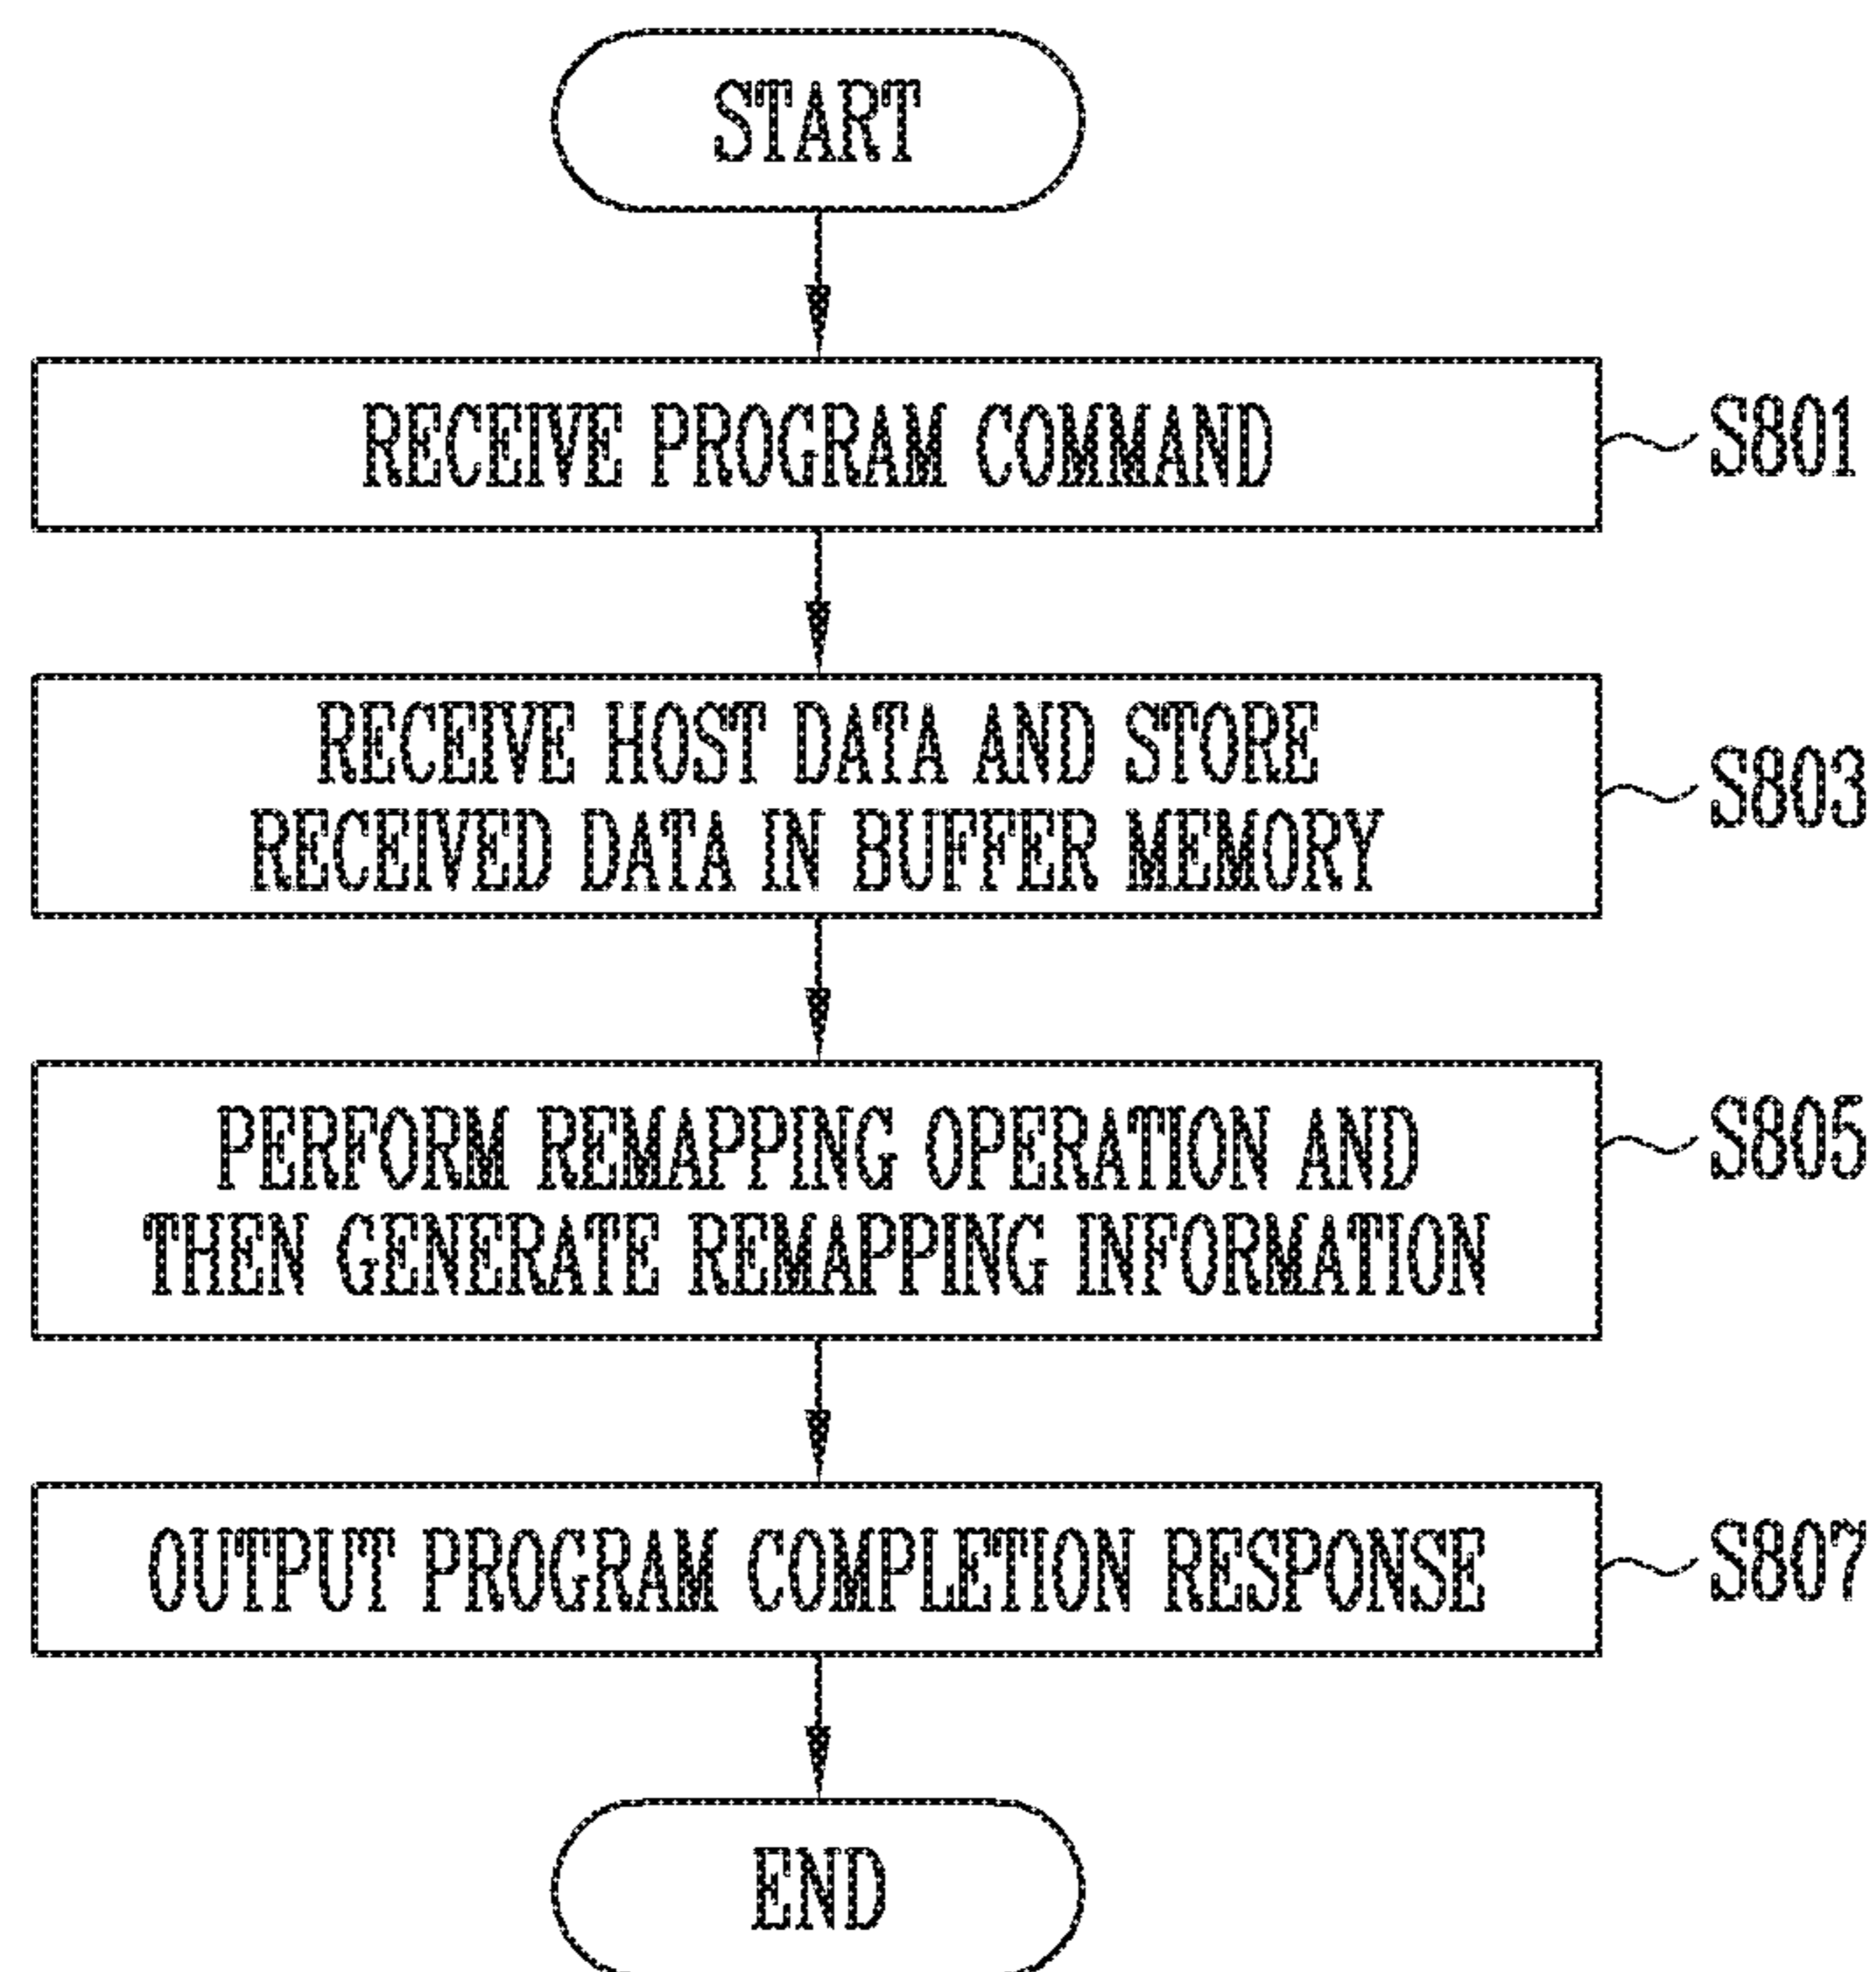 START
RECEIVE PROGRAM COMMAND
S801
RECEIVE HOST DATA AND STORE
RECEIVED DATA IN BUFFER MEMORY
S803
PERFORM REMAPPING OPERATION AND
THEN GENERATE REMAPPING INFORMATION
S805
OUTPUT PROGRAM COMPLETION RESPONSE
S807
END